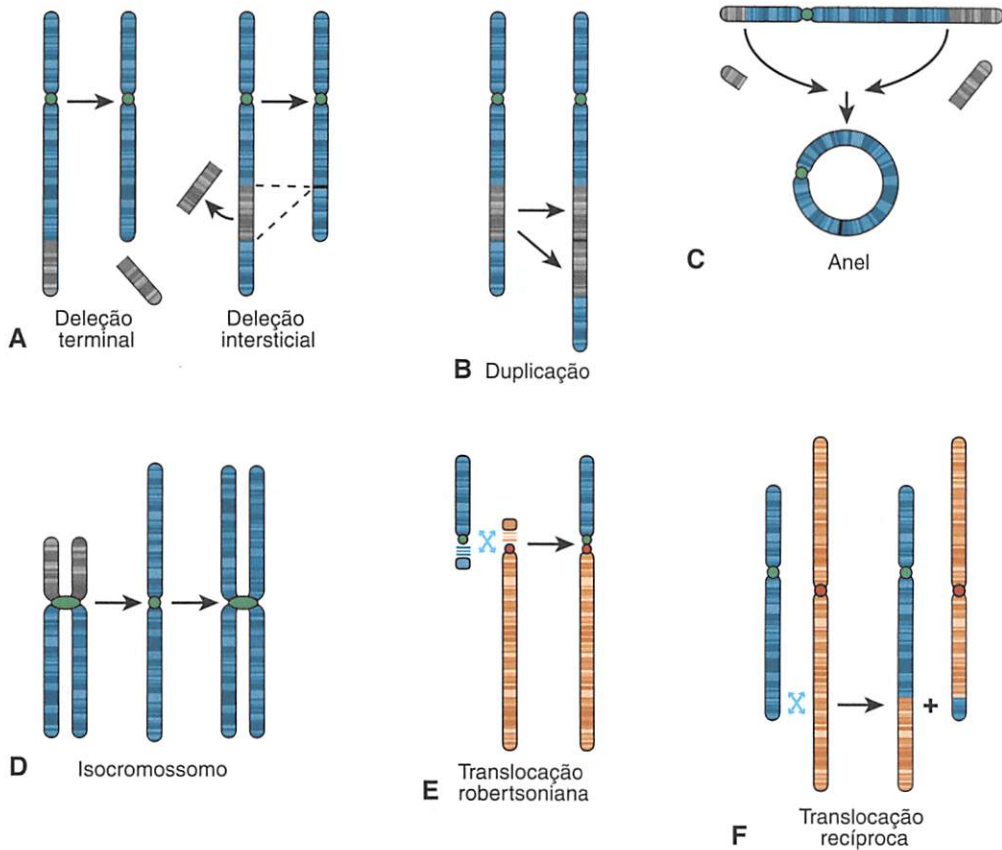 A
Deleção
terminal
Deleção
intersticial
B Duplicação
C
Anel
D
Isocromossomo
E
Translocação
robertsoniana
F
Translocação
recíproca
+